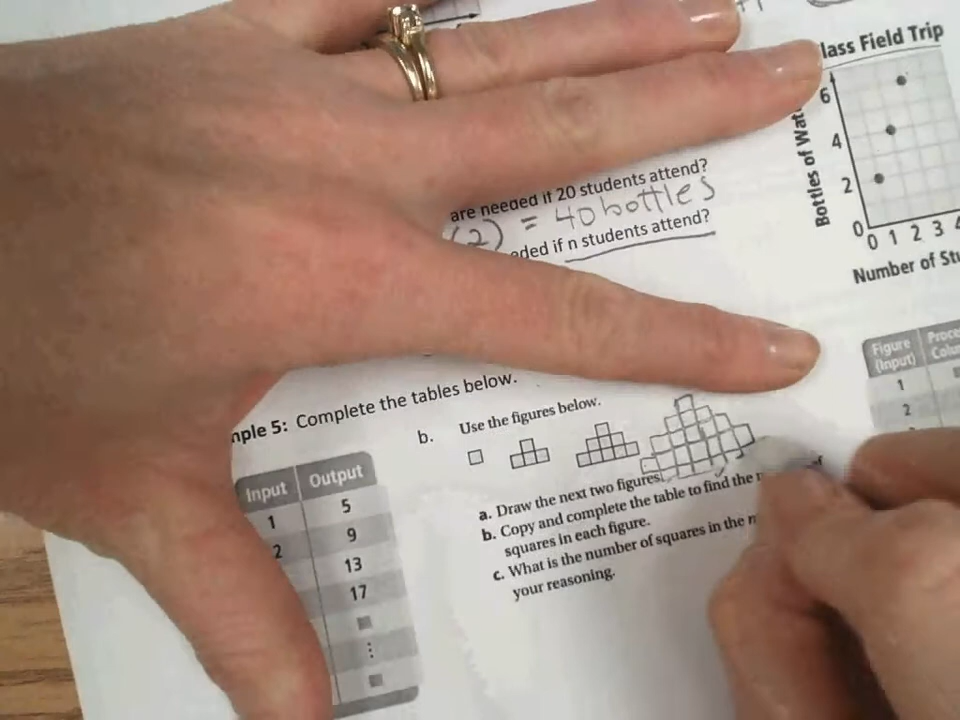 lass Field Trip
6
4
2
0
0 1 2 3 4
Bottles of Wat
Number of Stu
are needed if 20 students attend?
(2) = 40 bottles
eded if n students attend?
Figure (Input)
Proce Colu
1
2
nple 5: Complete the tables below.
b. Use the figures below.
Input Output
1 5
2 9
13
17
a. Draw the next two figures.
b. Copy and complete the table to find the n of
squares in each figure.
c. What is the number of squares in the n
your reasoning.